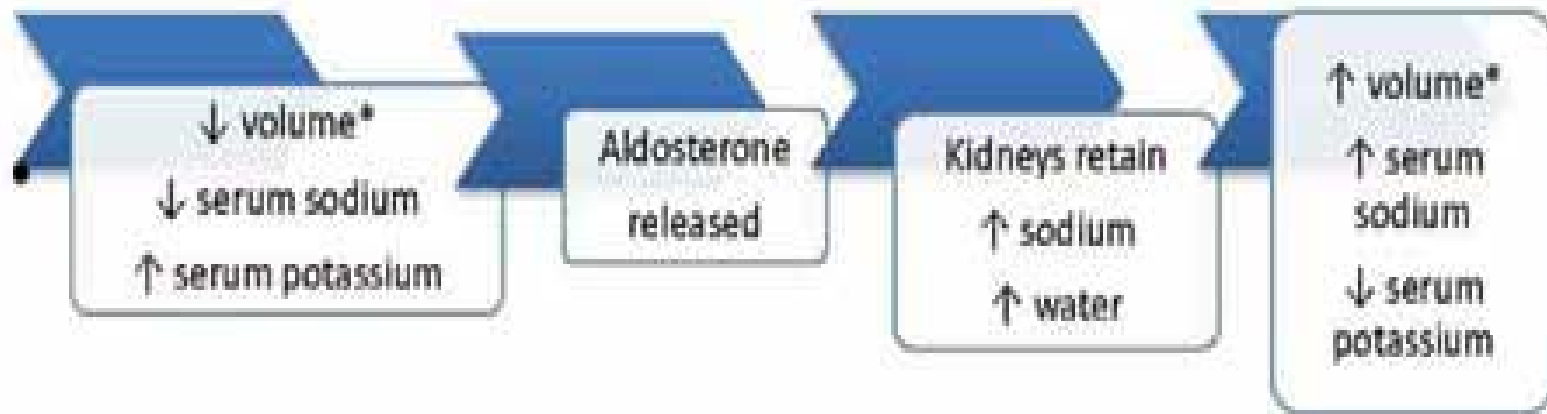 ↓ volume*
↓ serum sodium
↑ serum potassium
Aldosterone
released
Kidneys retain
↑ sodium
↑ water
↑ volume*
↑ serum
sodium
↓ serum
potassium